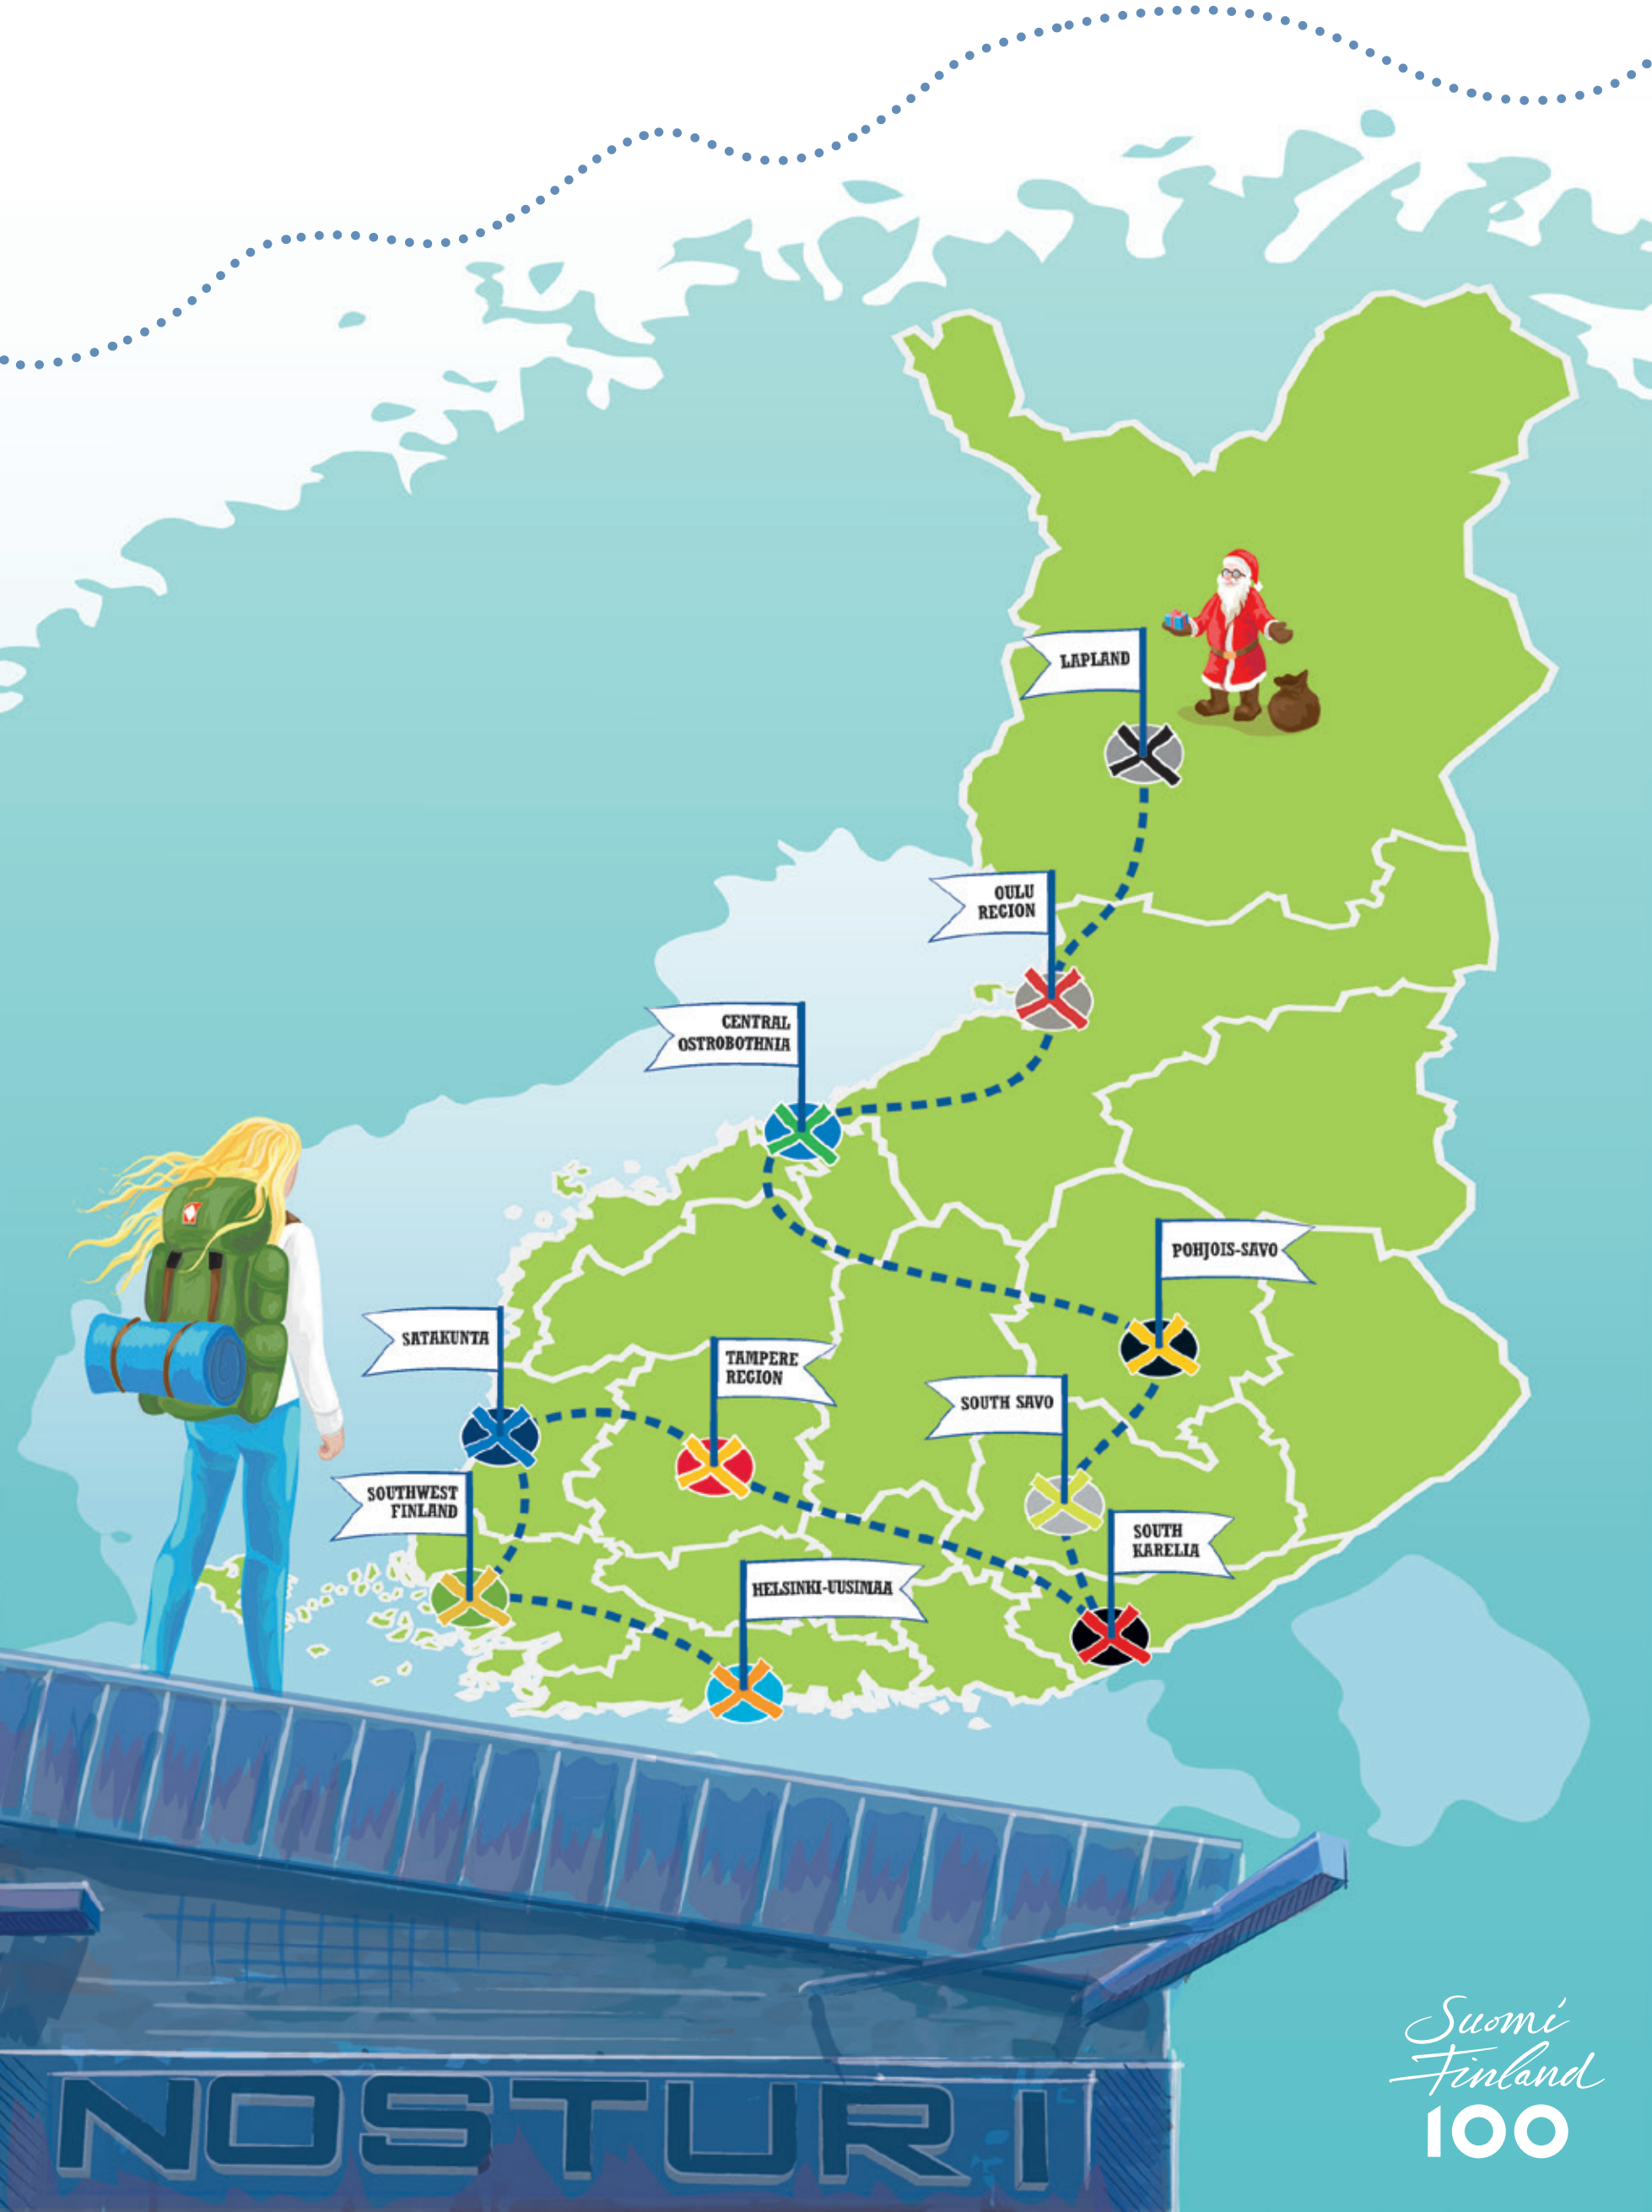 LAPLAND
OULU
REGION
CENTRAL
OSTROBOTHNIA
POHJOIS-SAVO
SATAKUNTA
TAMPERE
REGION
SOUTH SAVO
SOUTHWEST
FINLAND
SOUTH
KARELIA
HELSINKI-UUSIMAA
NOSTURI
Suomi
Finland
100